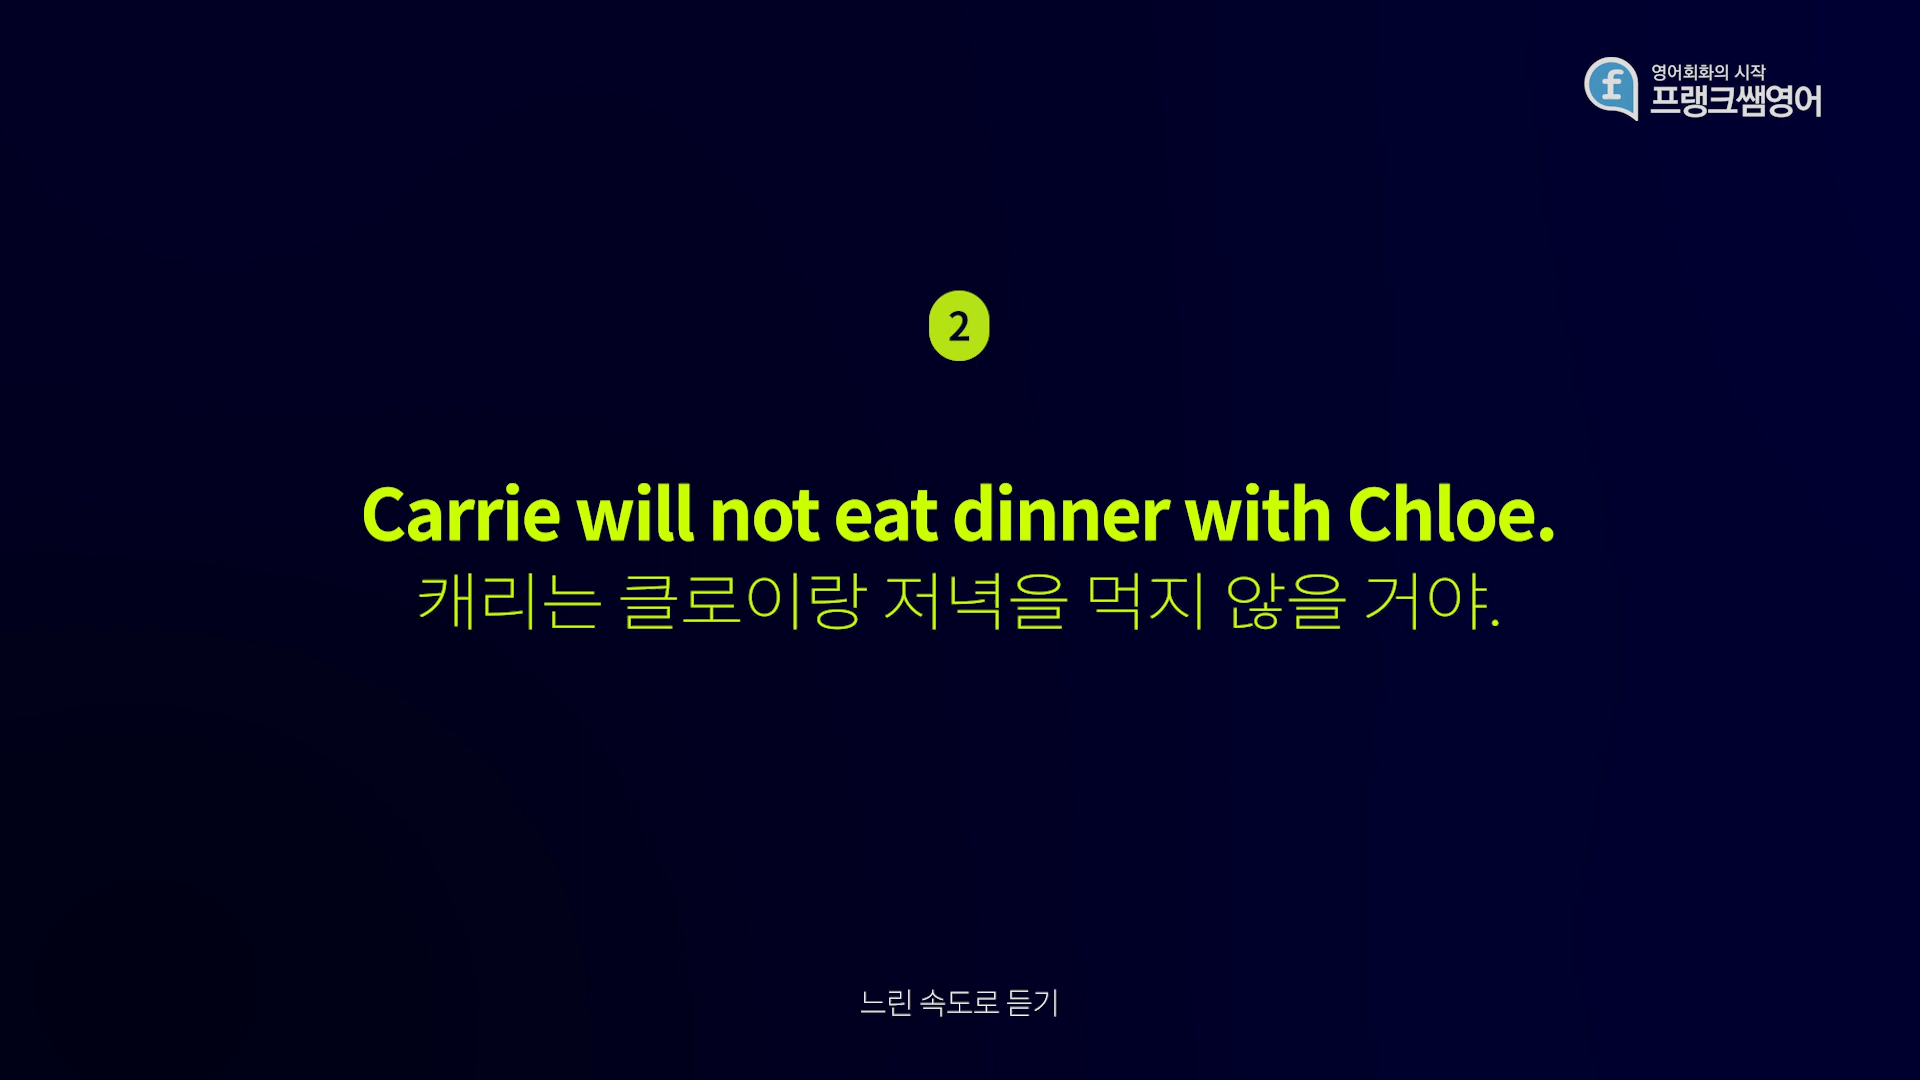 영어회화의 시작
프랭크쌤영어
2
Carrie will not eat dinner with Chloe.
캐리는 클로이랑 저녁을 먹지 않을 거야.
느린 속도로 듣기